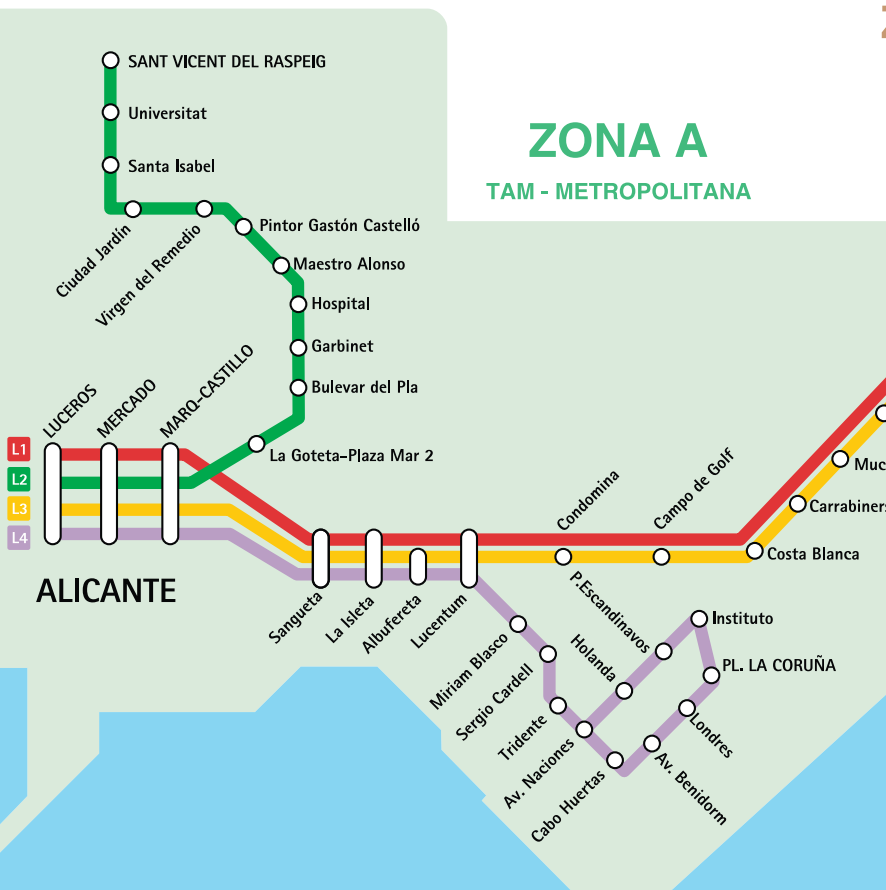 SANT VICENT DEL RASPEIG
Universitat
Santa Isabel
ZONA A
TAM - METROPOLITANA
Ciudad Jardín
Virgen del Remedio
Pintor Gastón Castelló
Maestro Alonso
Hospital
Garbinet
Bulevar del Pla
La Goteta-Plaza Mar 2
LUCEROS
MERCADO
MARQ-CASTILLO
L1
L2
L3
L4
ALICANTE
Sangueta
La Isleta
Albufereta
Lucentum
Condomina
Campo de Golf
Muc
Carrabiners
Costa Blanca
Miriam Blasco
Sergio Cardell
Tridente
Av. Naciones
Holanda
P.Escandinavos
Instituto
PL. LA CORUÑA
Londres
Av. Benidorm
Cabo Huertas